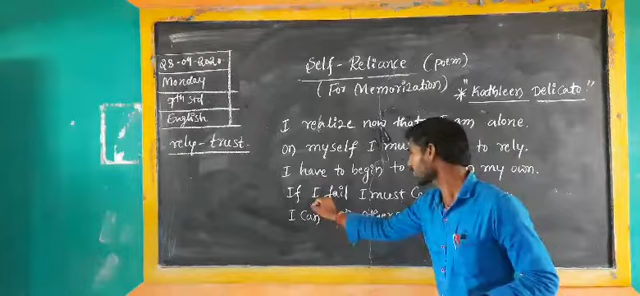 28-09-2020
Monday
9th std
English
rely - trust
Self-Reliance (poem)
(For Memorization)
* "Kathleen Delicato"
I realize now that I am alone.
on myself I to rely.
I have to begin to my own.
If I fail I must
I can